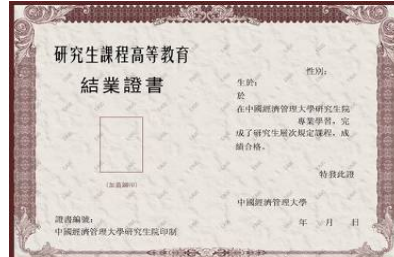 研究生課程高等教育
結業證書
(加蓋鋼印)
證書編號：
中國經濟管理大學研究生院印制
性別：
生於：
於
在中國經濟管理大學研究生院
專業學習，完
成了研究生層次規定課程，成
績合格。
特發此證
中國經濟管理大學
年 月 日